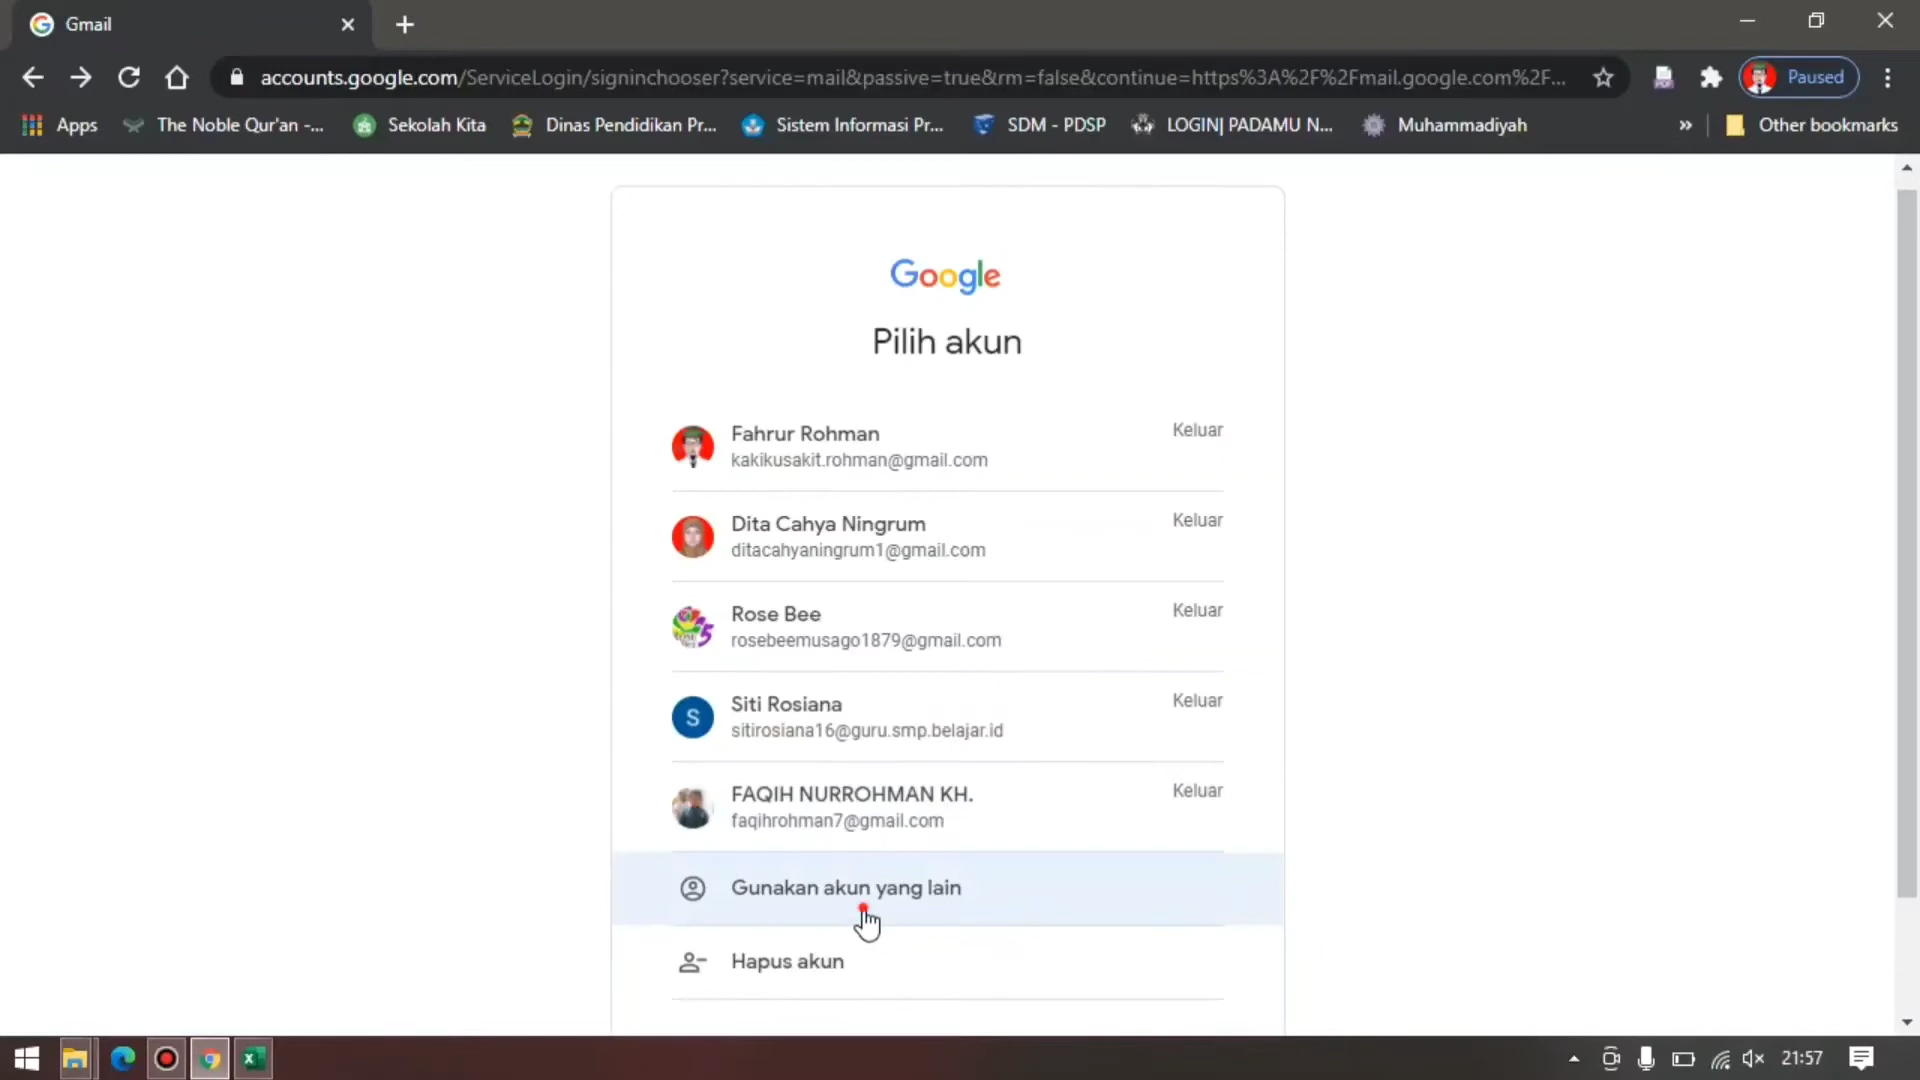 Gmail
accounts.google.com/ServiceLogin/signinchooser?service=mail&passive=true&rm=false&continue=https%3A%2F%2Fmail.google.com%2F...
Paused
Apps
The Noble Qur'an -...
Sekolah Kita
Dinas Pendidikan Pr...
Sistem Informasi Pr...
SDM - PDSP
LOGIN| PADAMU N...
Muhammadiyah
»
Other bookmarks
Google
Pilih akun
Fahrur Rohman
Keluar
kakikusakit.rohman@gmail.com
Dita Cahya Ningrum
Keluar
ditacahyaningrum1@gmail.com
Rose Bee
Keluar
rosebeemusago1879@gmail.com
S
Siti Rosiana
Keluar
sitirosiana16@guru.smp.belajar.id
FAQIH NURROHMAN KH.
Keluar
faqihrohman7@gmail.com
Gunakan akun yang lain
Hapus akun
21:57